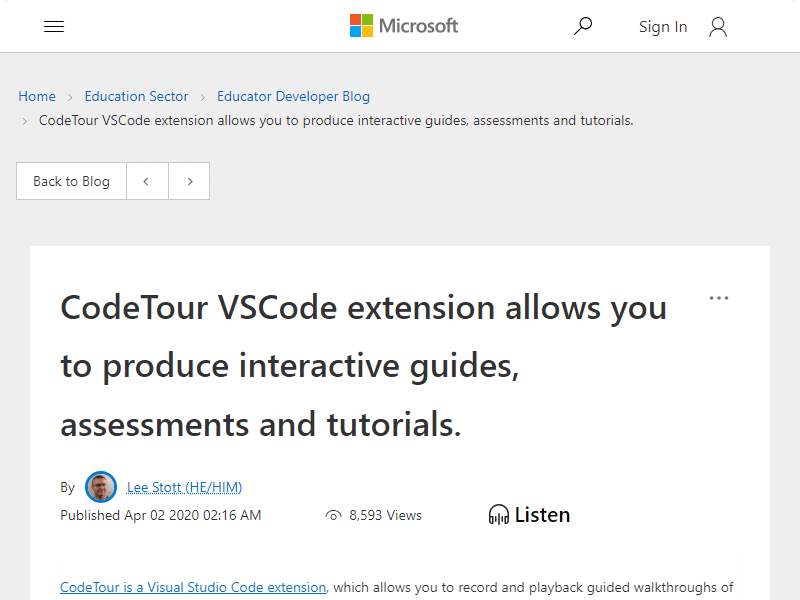 Microsoft
Sign In
Home
Education Sector
Educator Developer Blog
CodeTour VSCode extension allows you to produce interactive guides, assessments and tutorials.
Back to Blog
CodeTour VSCode extension allows you
to produce interactive guides,
assessments and tutorials.
By Lee Stott (HE/HIM)
Published Apr 02 2020 02:16 AM
8,593 Views
Listen
CodeTour is a Visual Studio Code extension, which allows you to record and playback guided walkthroughs of